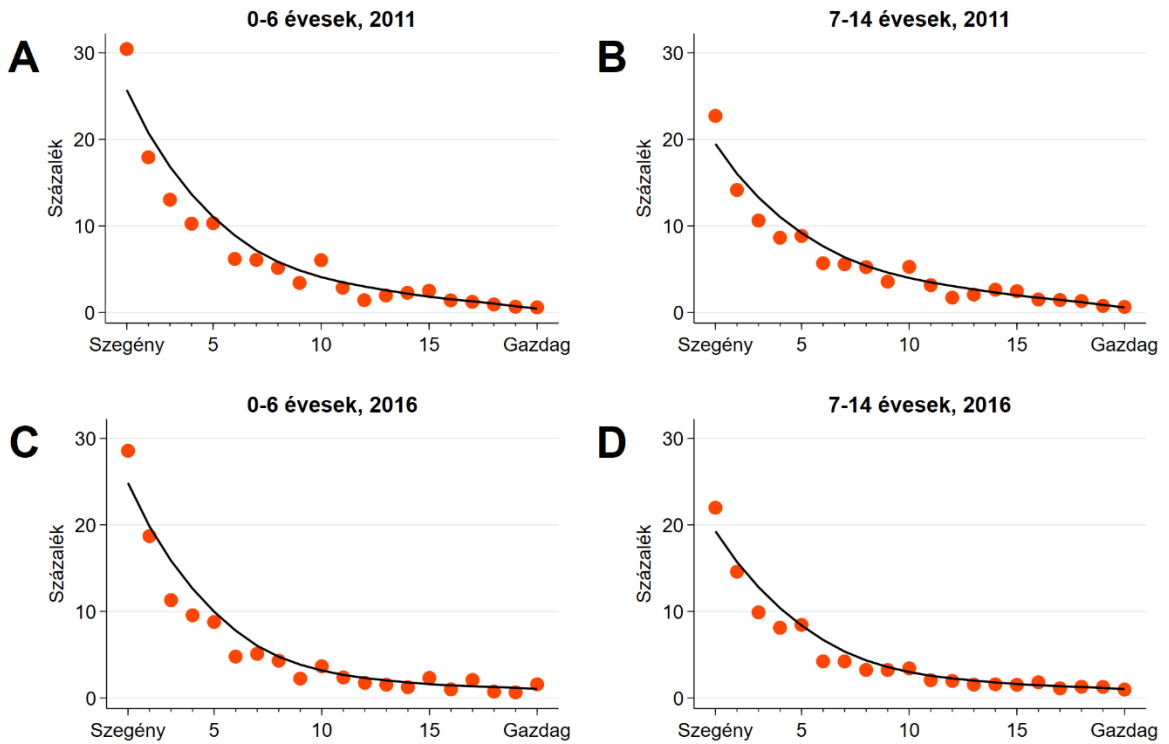 0-6 évesek, 2011
A
30
20
10
0
Százalék
Szegény 5 10 15 Gazdag
7-14 évesek, 2011
B
30
20
10
0
Százalék
Szegény 5 10 15 Gazdag
0-6 évesek, 2016
C
30
20
10
0
Százalék
Szegény 5 10 15 Gazdag
7-14 évesek, 2016
D
30
20
10
0
Százalék
Szegény 5 10 15 Gazdag